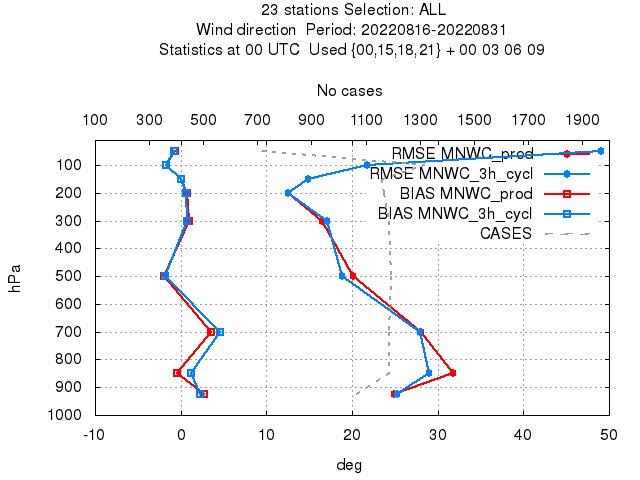 23 stations Selection: ALL
Wind direction  Period: 20220816-20220831
Statistics at 00 UTC  Used {00,15,18,21} + 00 03 06 09
No cases
100 300 500 700 900 1100 1300 1500 1700 1900
RMSE MNWC_prod
RMSE MNWC_3h_cycl
BIAS MNWC_prod
BIAS MNWC_3h_cycl
CASES
100
200
300
400
500
600
700
800
900
1000
hPa
-10 0 10 20 30 40 50
deg